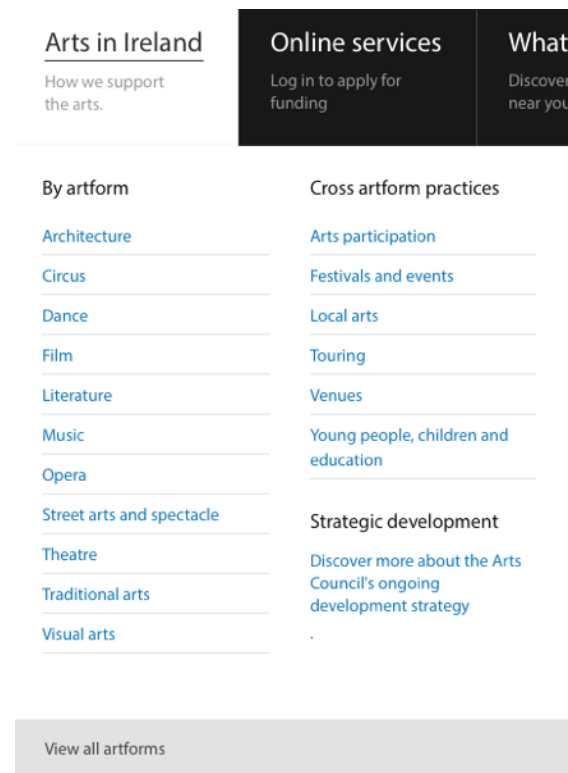 Arts in Ireland
How we support
the arts.
Online services
Log in to apply for
funding
What
Discover
near you
By artform
Architecture
Circus
Dance
Film
Literature
Music
Opera
Street arts and spectacle
Theatre
Traditional arts
Visual arts
Cross artform practices
Arts participation
Festivals and events
Local arts
Touring
Venues
Young people, children and
education
Strategic development
Discover more about the Arts
Council's ongoing
development strategy
.
View all artforms